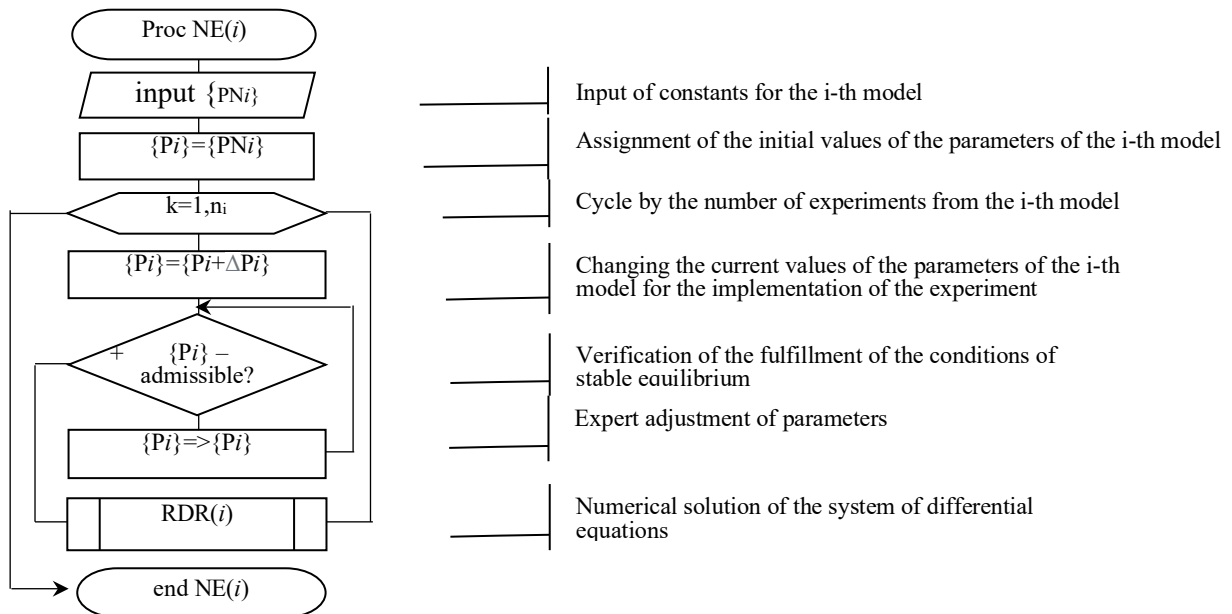 Proc NE(i)
input {PNi}
Input of constants for the i-th model
{Pi}={PNi}
Assignment of the initial values of the parameters of the i-th model
k=1,nᵢ
Cycle by the number of experiments from the i-th model
{Pi}={Pi+ΔPi}
Changing the current values of the parameters of the i-th
model for the implementation of the experiment
+ {Pi} –
admissible?
Verification of the fulfillment of the conditions of
stable equilibrium
{Pi}=>{Pi}
Expert adjustment of parameters
RDR(i)
Numerical solution of the system of differential
equations
end NE(i)